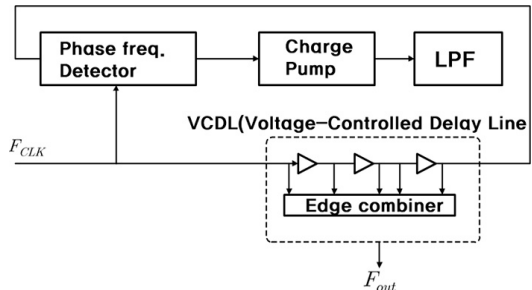 Phase freq.
Detector
Charge
Pump
LPF
VCDL(Voltage-Controlled Delay Line
F_CLK
Edge combiner
F_out